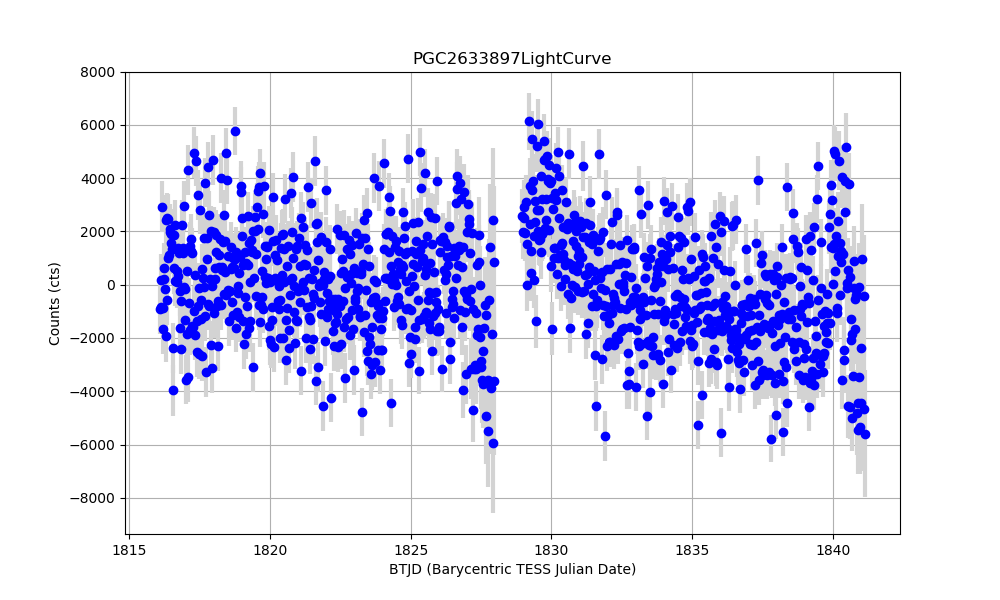 PGC2633897LightCurve
8000
6000
4000
2000
0
−2000
−4000
−6000
−8000
Counts (cts)
1815 1820 1825 1830 1835 1840
BTJD (Barycentric TESS Julian Date)